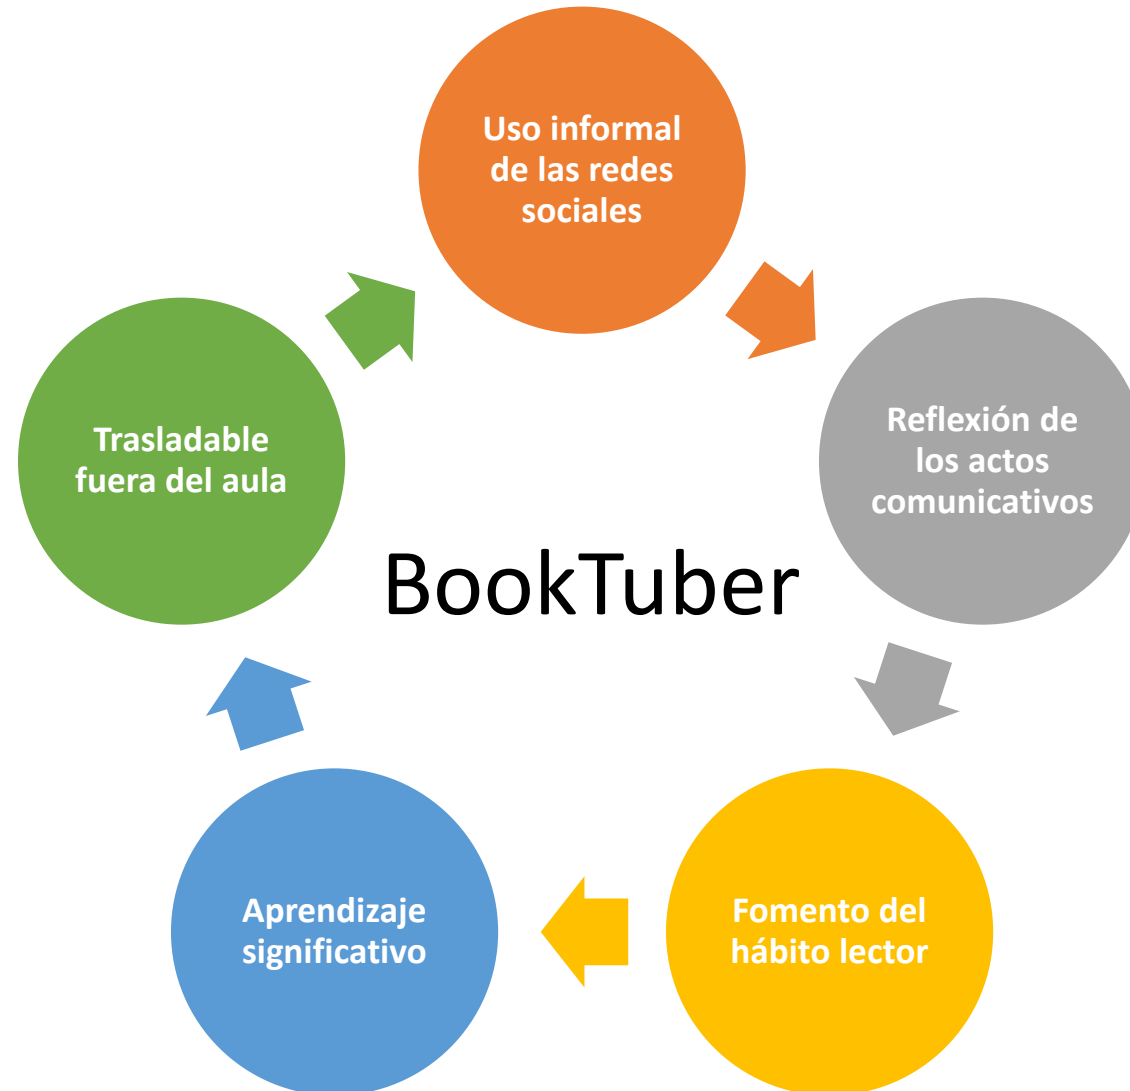 Uso informal
de las redes
sociales
Reflexión de
los actos
comunicativos
Fomento del
hábito lector
Aprendizaje
significativo
Trasladable
fuera del aula
BookTuber